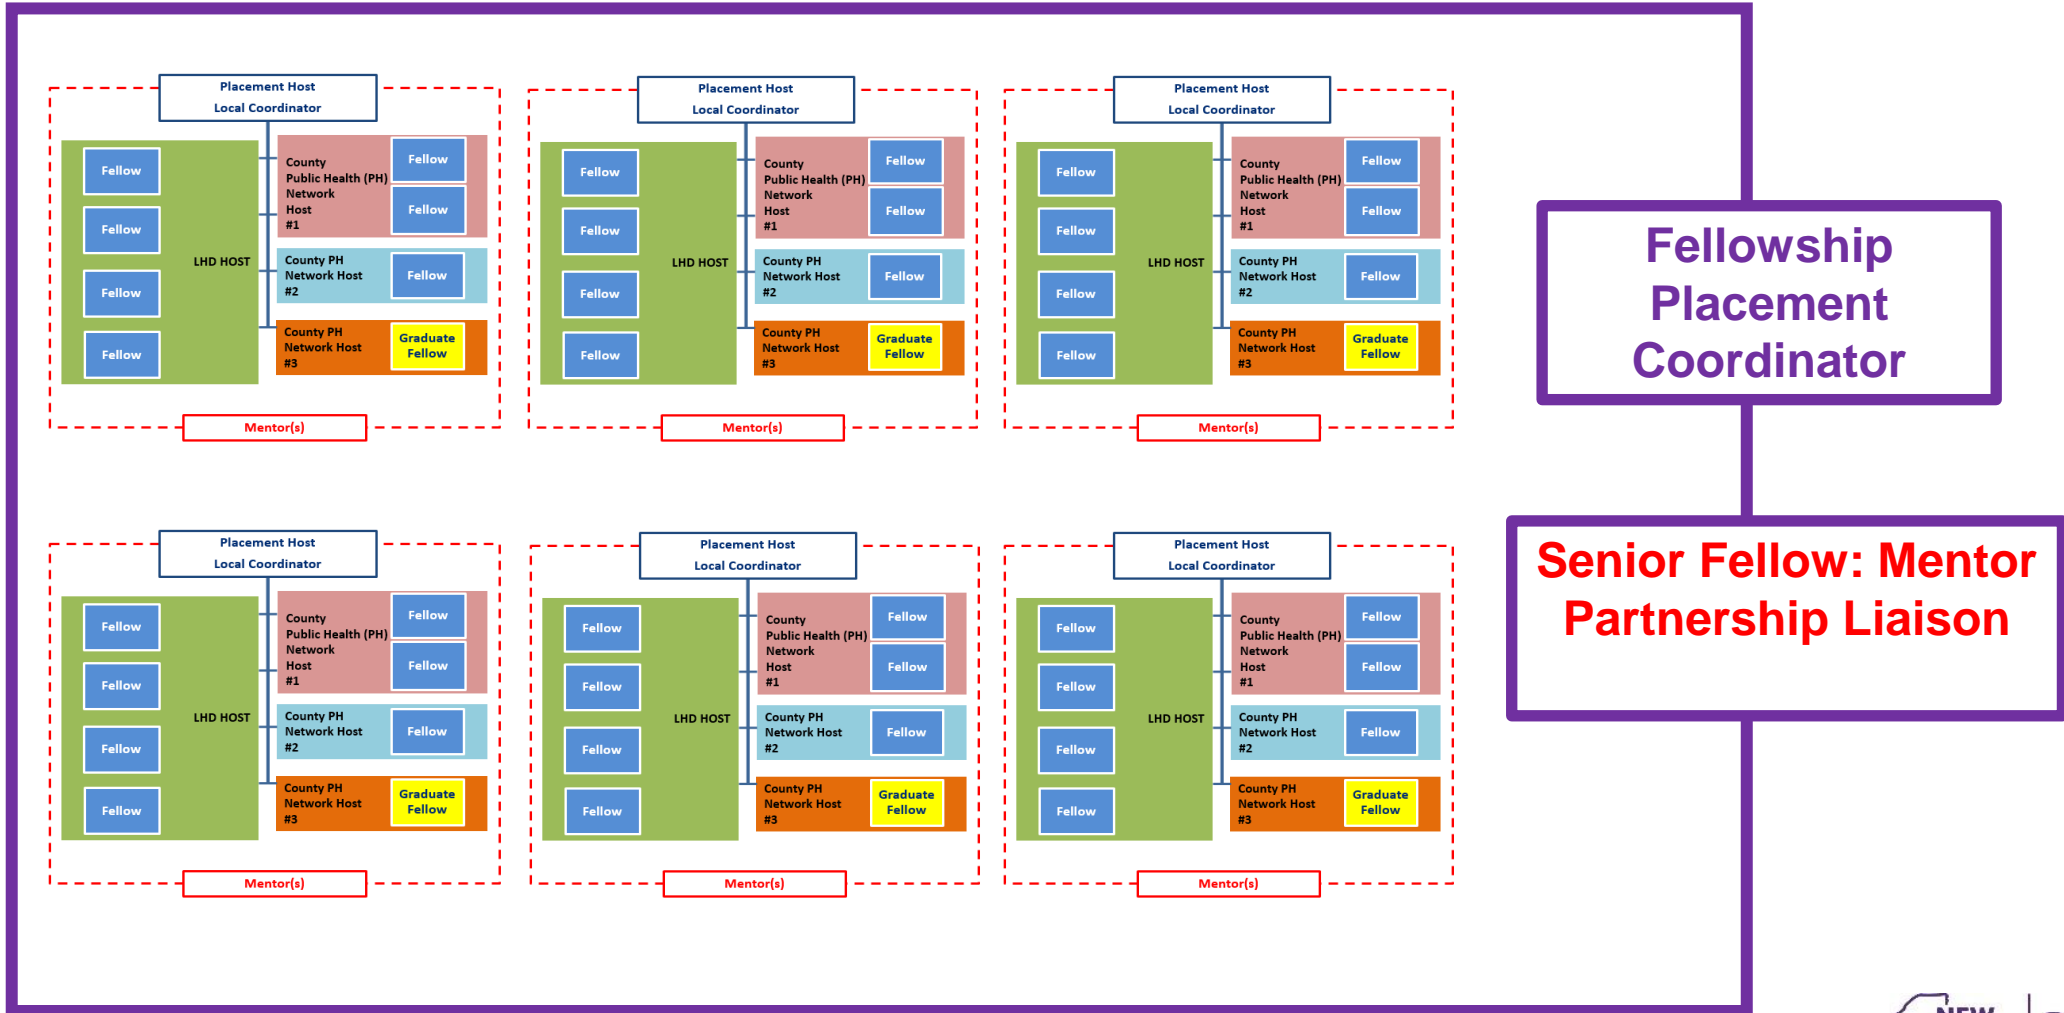 Placement Host
Local Coordinator
Fellow
Fellow
Fellow
Fellow
LHD HOST
County
Public Health (PH)
Network
Host
#1
Fellow
Fellow
County PH
Network Host
#2
Fellow
County PH
Network Host
#3
Graduate
Fellow
Mentor(s)
Placement Host
Local Coordinator
Fellow
Fellow
Fellow
Fellow
LHD HOST
County
Public Health (PH)
Network
Host
#1
Fellow
Fellow
County PH
Network Host
#2
Fellow
County PH
Network Host
#3
Graduate
Fellow
Mentor(s)
Placement Host
Local Coordinator
Fellow
Fellow
Fellow
Fellow
LHD HOST
County
Public Health (PH)
Network
Host
#1
Fellow
Fellow
County PH
Network Host
#2
Fellow
County PH
Network Host
#3
Graduate
Fellow
Mentor(s)
Placement Host
Local Coordinator
Fellow
Fellow
Fellow
Fellow
LHD HOST
County
Public Health (PH)
Network
Host
#1
Fellow
Fellow
County PH
Network Host
#2
Fellow
County PH
Network Host
#3
Graduate
Fellow
Mentor(s)
Placement Host
Local Coordinator
Fellow
Fellow
Fellow
Fellow
LHD HOST
County
Public Health (PH)
Network
Host
#1
Fellow
Fellow
County PH
Network Host
#2
Fellow
County PH
Network Host
#3
Graduate
Fellow
Mentor(s)
Placement Host
Local Coordinator
Fellow
Fellow
Fellow
Fellow
LHD HOST
County
Public Health (PH)
Network
Host
#1
Fellow
Fellow
County PH
Network Host
#2
Fellow
County PH
Network Host
#3
Graduate
Fellow
Mentor(s)
Fellowship
Placement
Coordinator
Senior Fellow: Mentor
Partnership Liaison
NEW